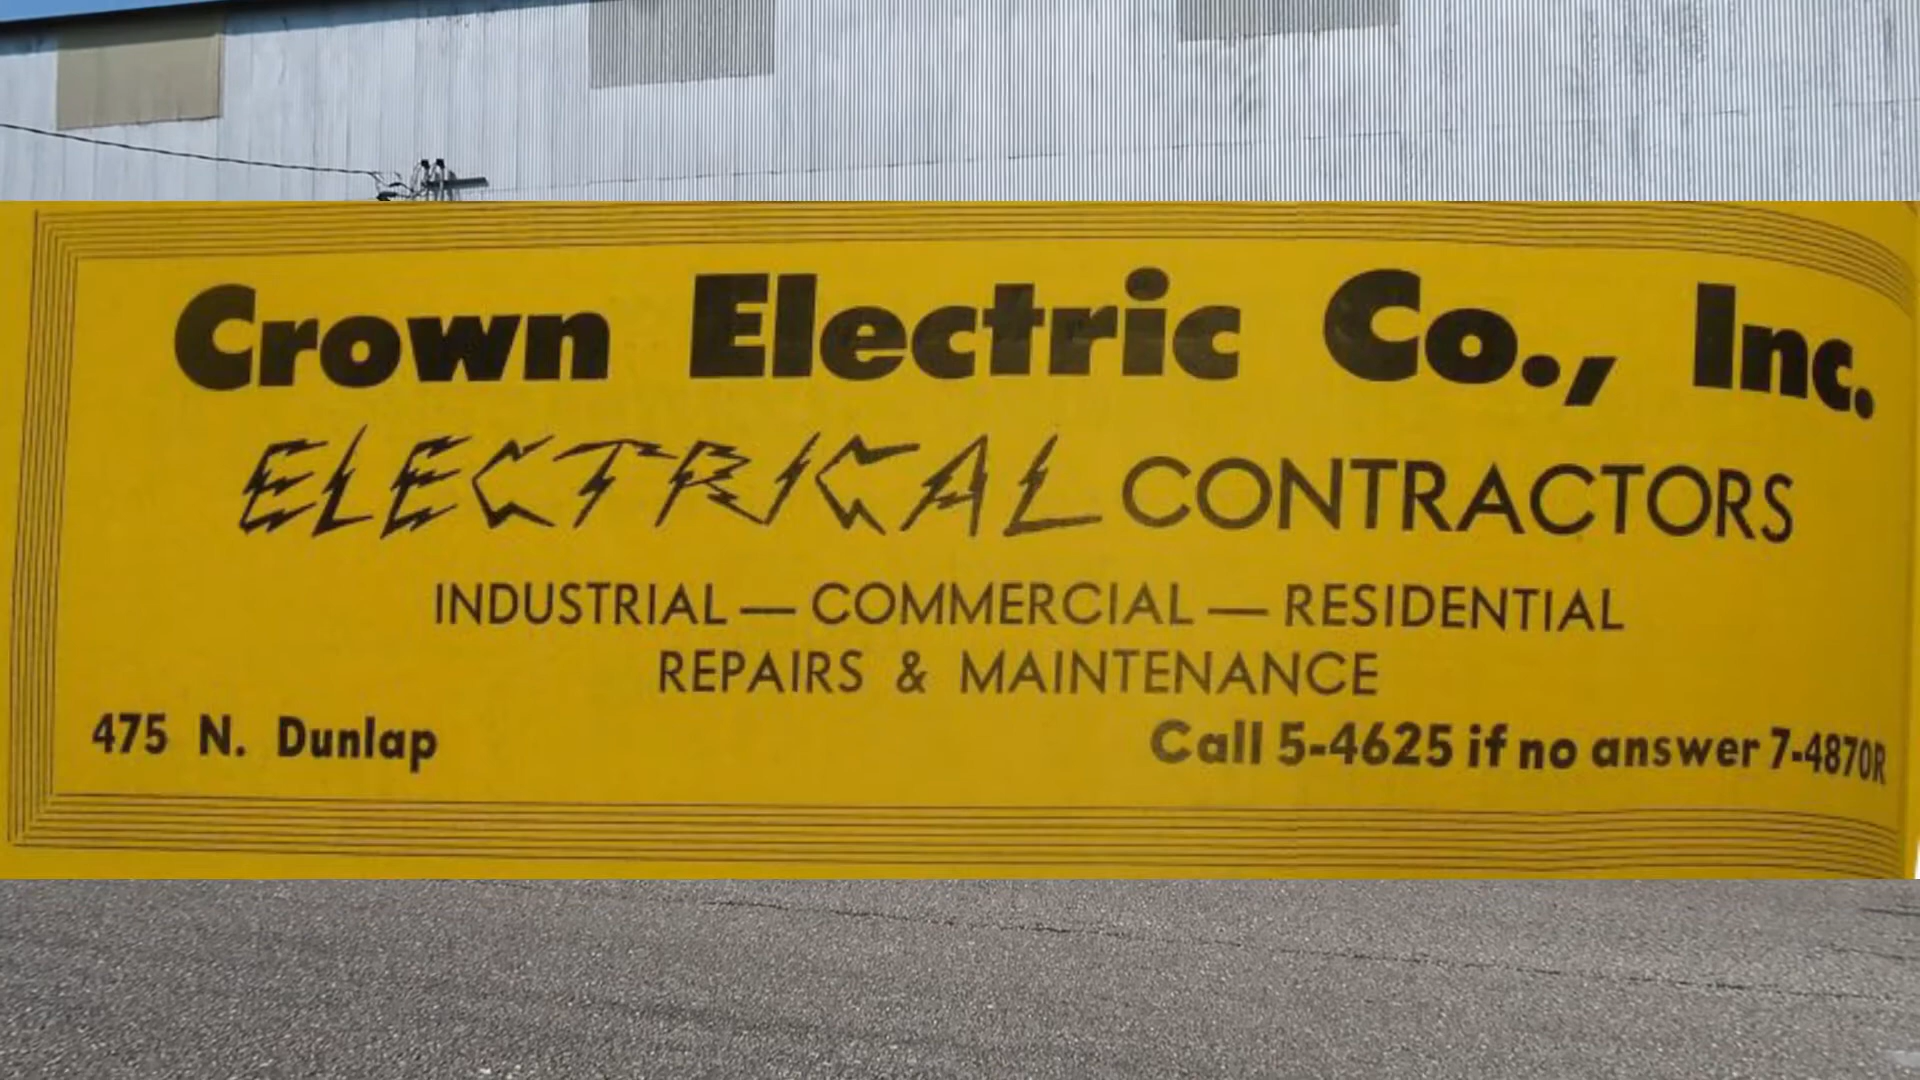 Crown Electric Co., Inc.
ELECTRICAL CONTRACTORS
INDUSTRIAL — COMMERCIAL — RESIDENTIAL
REPAIRS & MAINTENANCE
475 N. Dunlap
Call 5-4625 if no answer 7-4870R